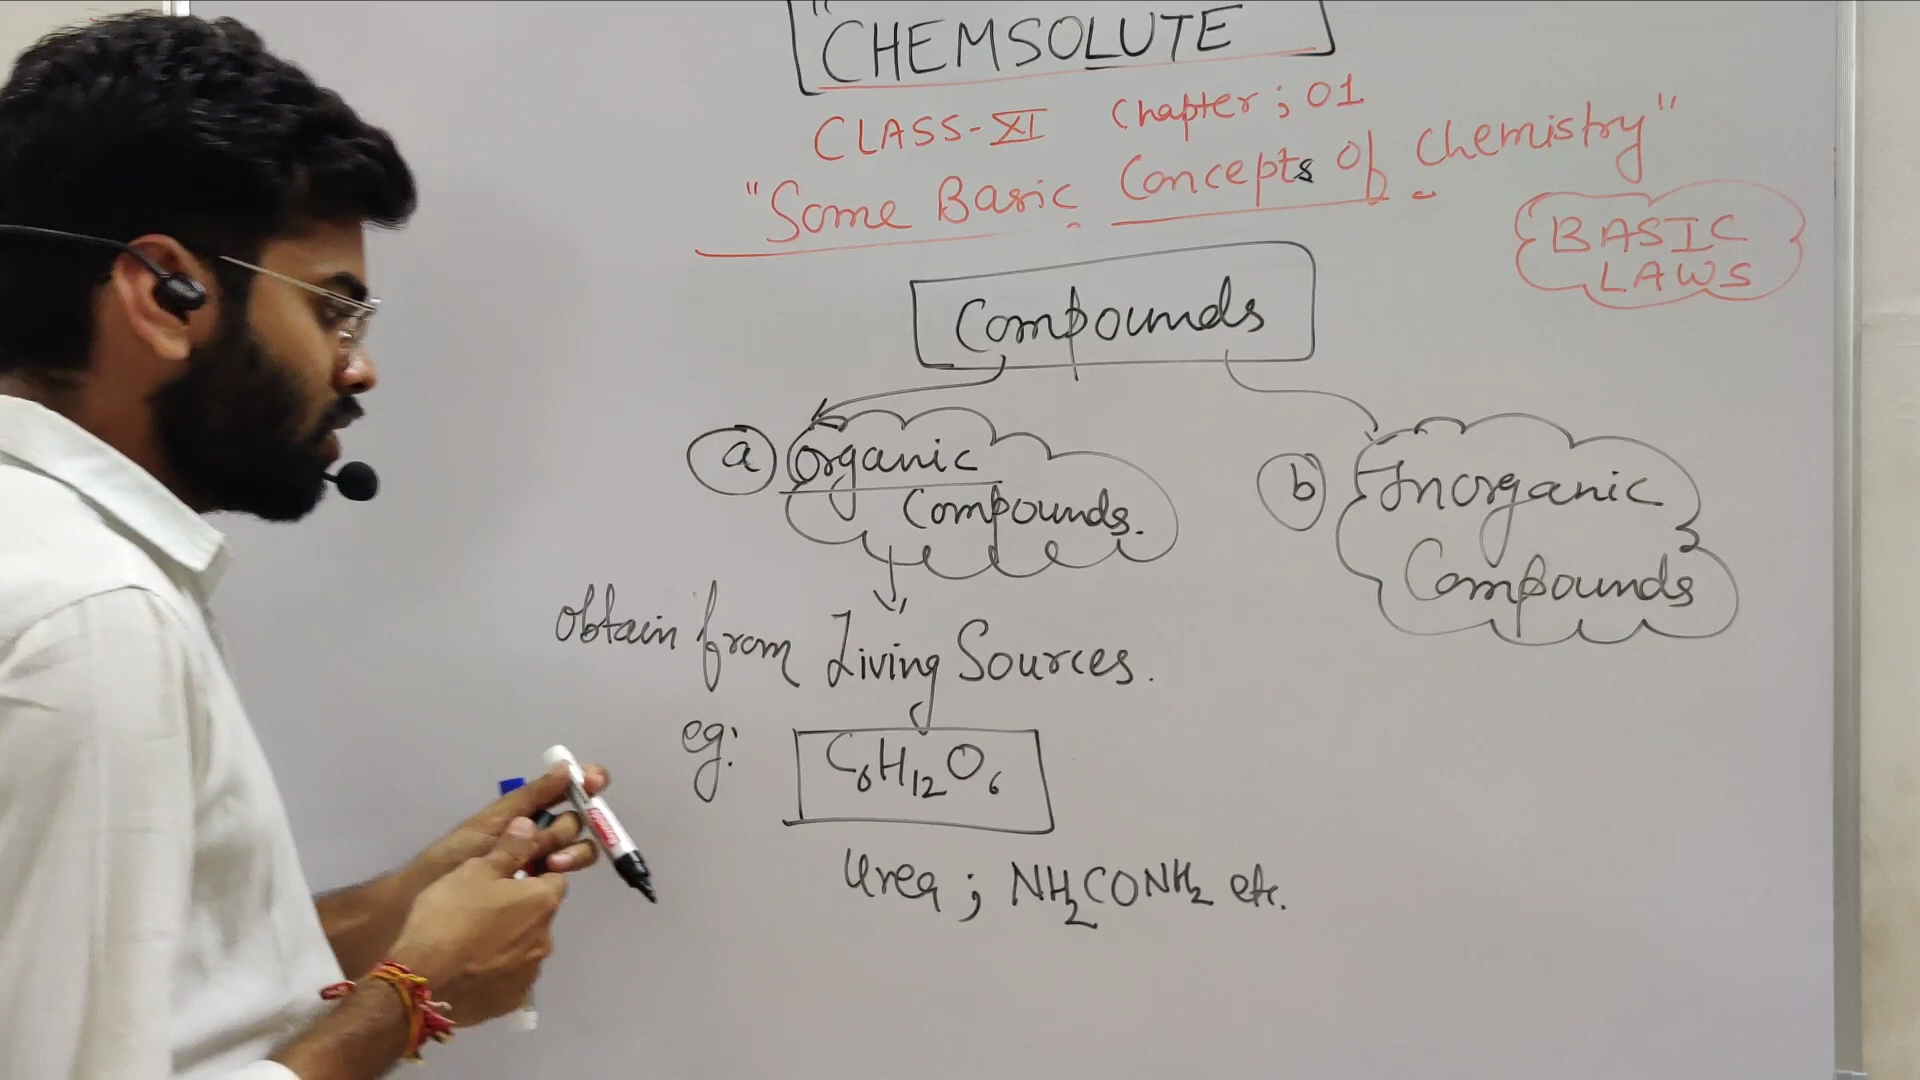 "CHEMSOLUTE
CLASS-XI Chapter; 01
"Some Basic Concepts Of Chemistry"
BASIC
LAWS
Compounds
a Organic
Compounds.
b Inorganic
Compounds
Obtain from Living Sources.
eg: C6H12O6
Urea; NH2CONH2 etc.